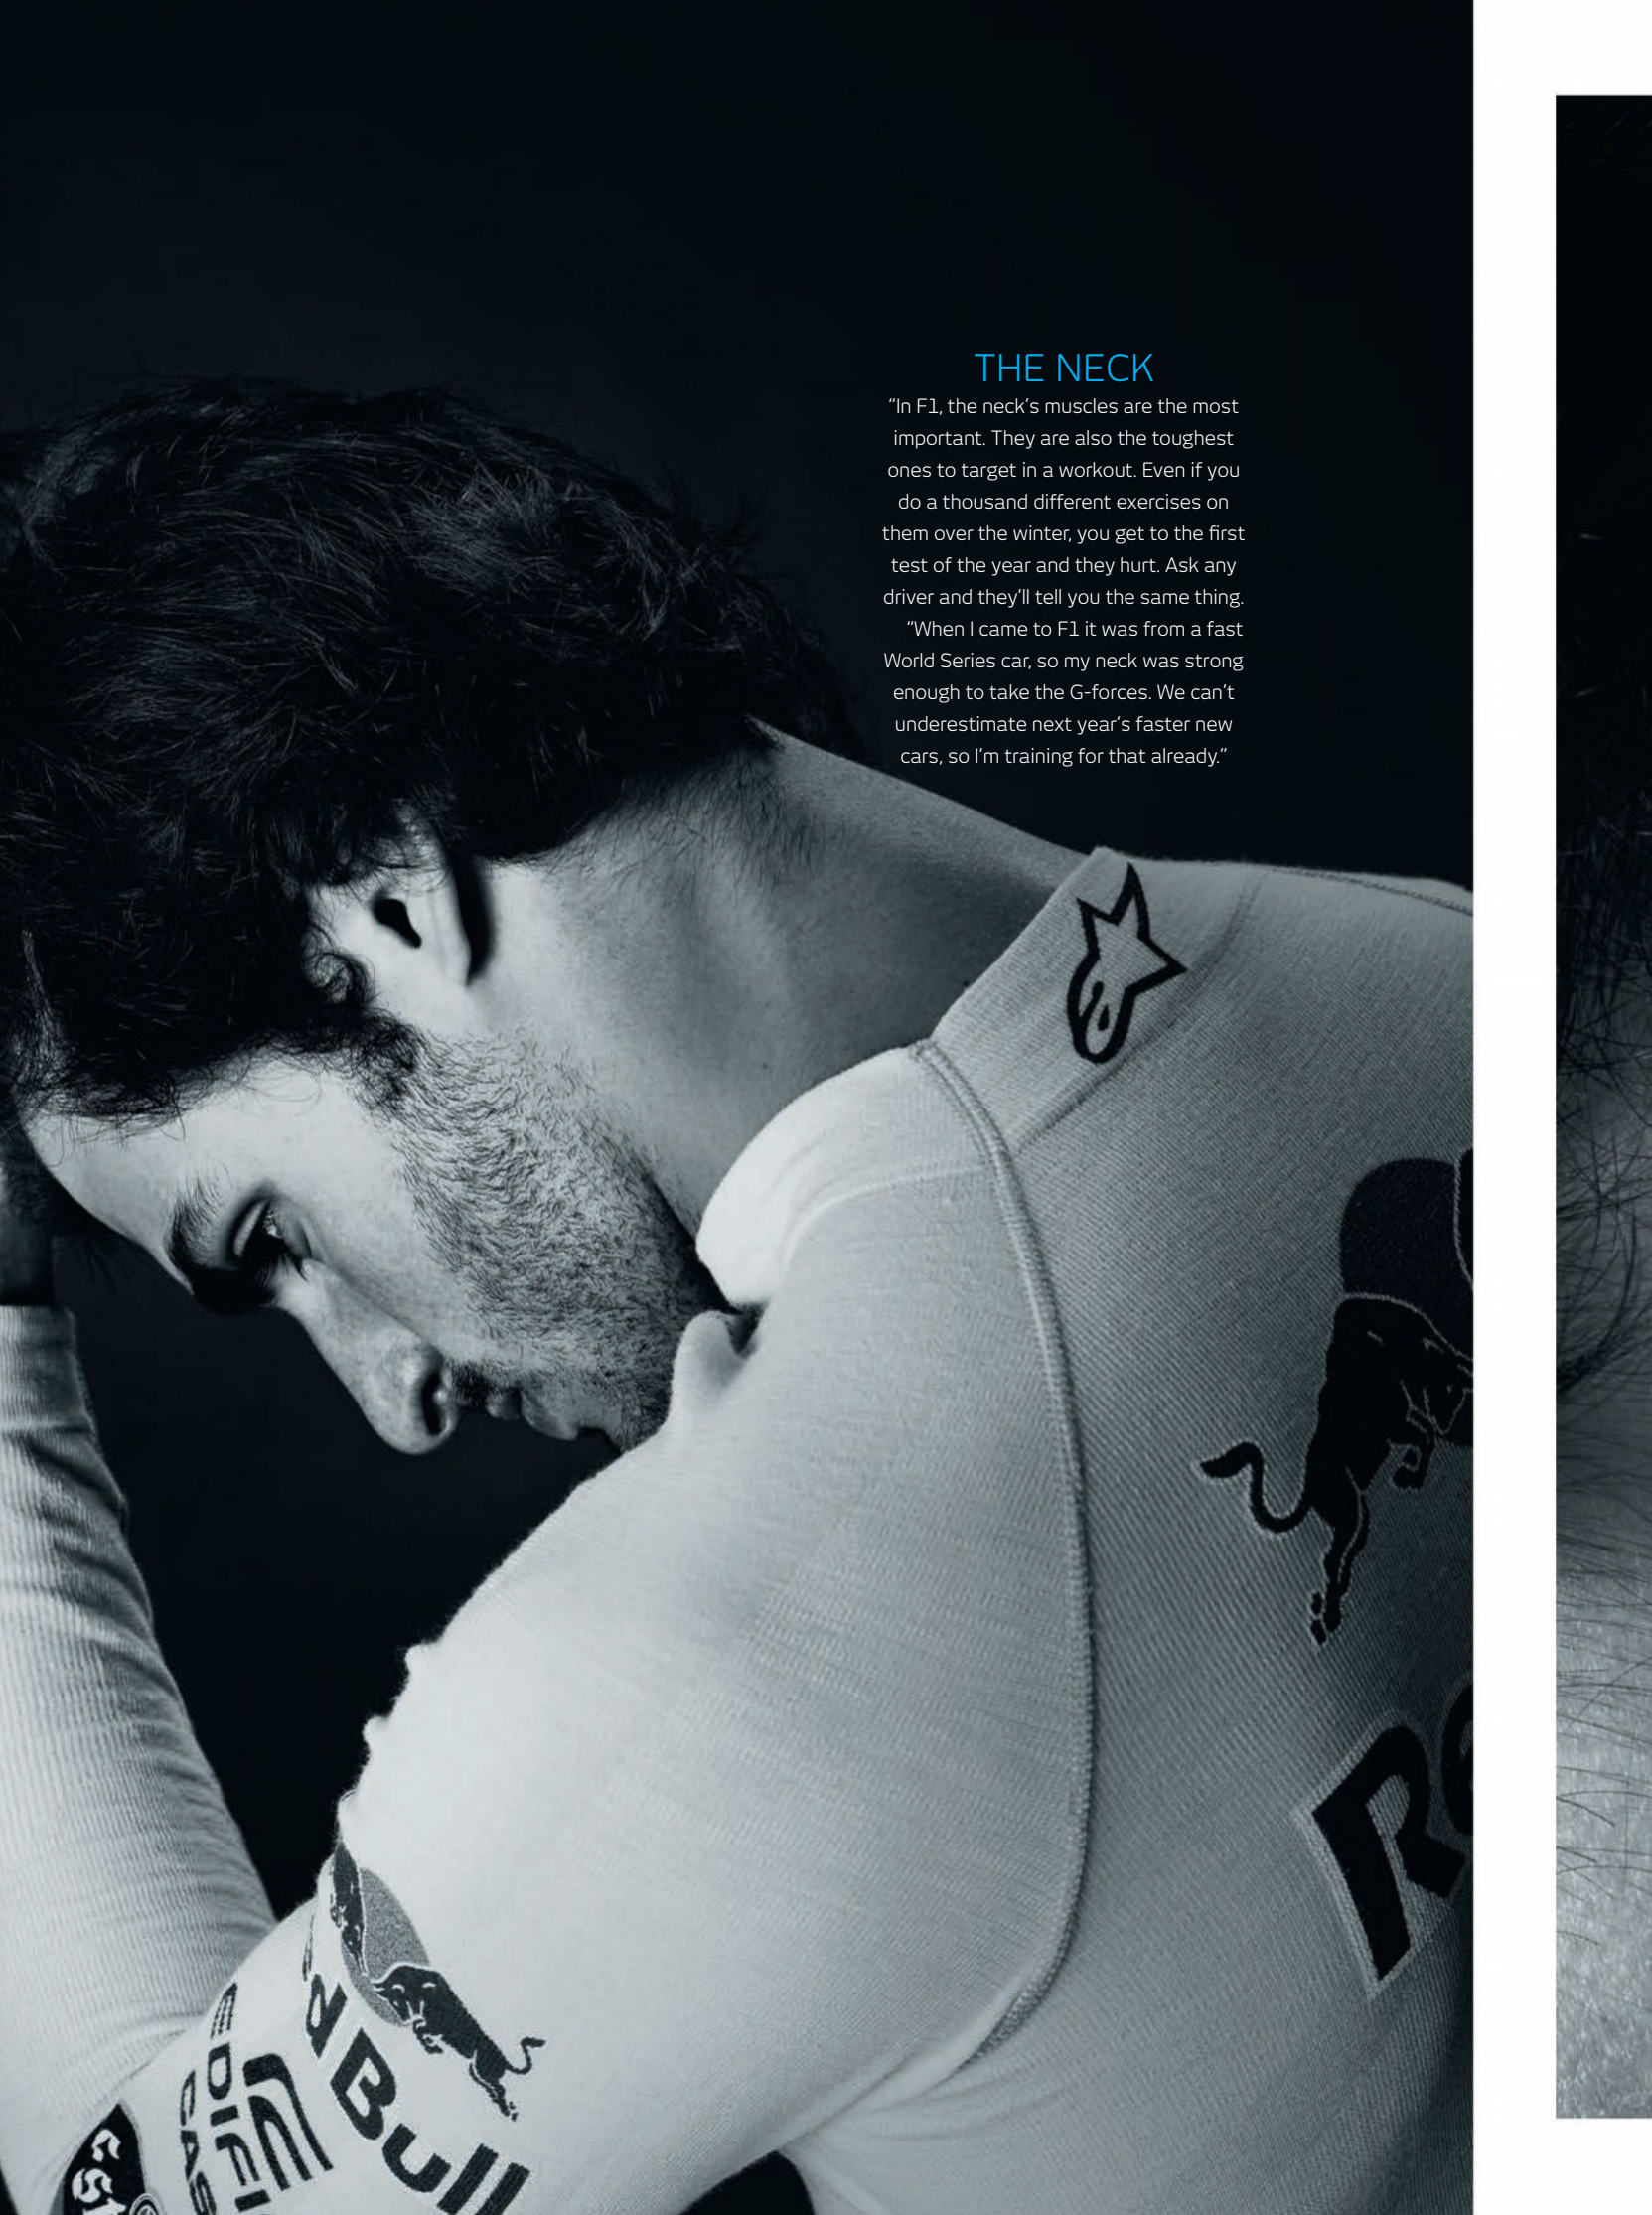 THE NECK
“In F1, the neck’s muscles are the most
important. They are also the toughest
ones to target in a workout. Even if you
do a thousand different exercises on
them over the winter, you get to the first
test of the year and they hurt. Ask any
driver and they’ll tell you the same thing.
“When I came to F1 it was from a fast
World Series car, so my neck was strong
enough to take the G-forces. We can’t
underestimate next year’s faster new
cars, so I’m training for that already.”
Bull